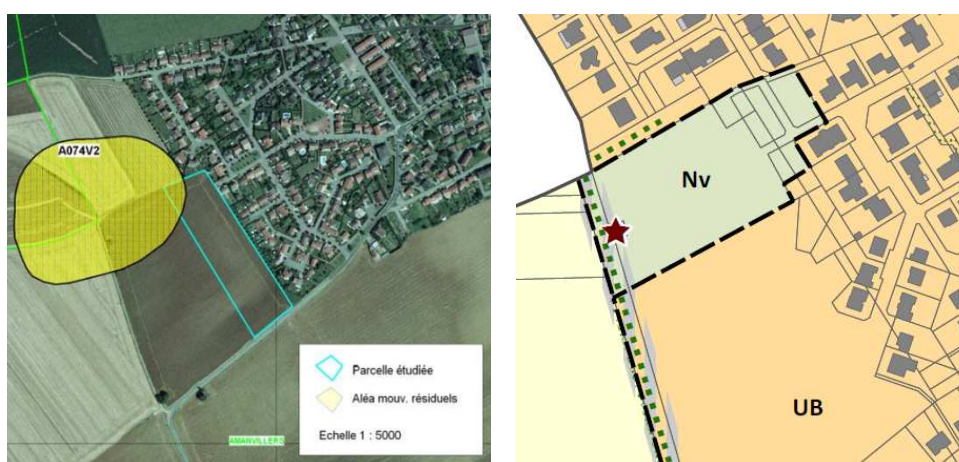 A074V2
Parcelle étudiée
Aléa mouv. résiduels
Echelle 1 : 5000
AMANVILLERS
Nv
UB